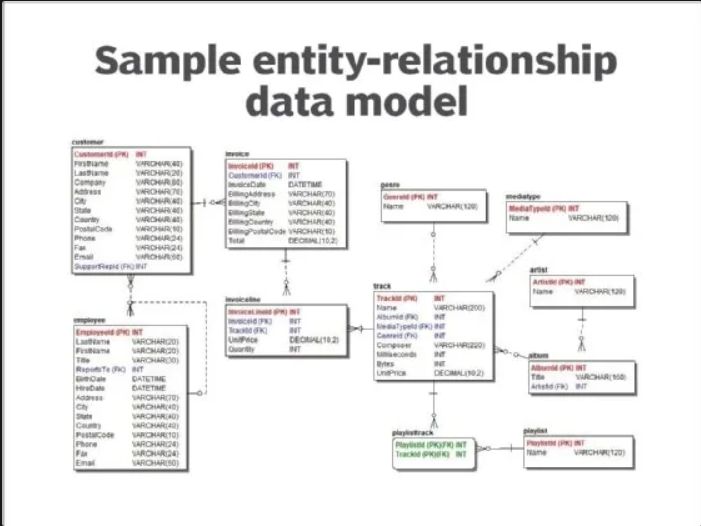 Sample entity-relationship
data model
customer
CustomerId (PK) INT
FirstName VARCHAR(40)
LastName VARCHAR(20)
Company VARCHAR(80)
Address VARCHAR(70)
City VARCHAR(40)
State VARCHAR(40)
Country VARCHAR(40)
PostalCode VARCHAR(10)
Phone VARCHAR(24)
Fax VARCHAR(24)
Email VARCHAR(60)
SupportRepId (FK) INT
invoice
InvoiceId (PK) INT
CustomerId (FK) INT
InvoiceDate DATETIME
BillingAddress VARCHAR(70)
BillingCity VARCHAR(40)
BillingState VARCHAR(40)
BillingCountry VARCHAR(40)
BillingPostalCode VARCHAR(10)
Total DECIMAL(10,2)
genre
GenreId (PK) INT
Name VARCHAR(120)
mediatype
MediaTypeId (PK) INT
Name VARCHAR(120)
artist
ArtistId (PK) INT
Name VARCHAR(120)
employee
EmployeeId (PK) INT
LastName VARCHAR(20)
FirstName VARCHAR(20)
Title VARCHAR(30)
ReportsTo (FK) INT
BirthDate DATETIME
HireDate DATETIME
Address VARCHAR(70)
City VARCHAR(40)
State VARCHAR(40)
Country VARCHAR(40)
PostalCode VARCHAR(10)
Phone VARCHAR(24)
Fax VARCHAR(24)
Email VARCHAR(60)
invoiceline
InvoiceLineId (PK) INT
InvoiceId (FK) INT
TrackId (FK) INT
UnitPrice DECIMAL(10,2)
Quantity INT
track
TrackId (PK) INT
Name VARCHAR(200)
AlbumId (FK) INT
MediaTypeId (FK) INT
GenreId (FK) INT
Composer VARCHAR(220)
Milliseconds INT
Bytes INT
UnitPrice DECIMAL(10,2)
album
AlbumId (PK) INT
Title VARCHAR(160)
ArtistId (FK) INT
playlisttrack
PlaylistId (PK)(FK) INT
TrackId (PK)(FK) INT
playlist
PlaylistId (PK) INT
Name VARCHAR(120)